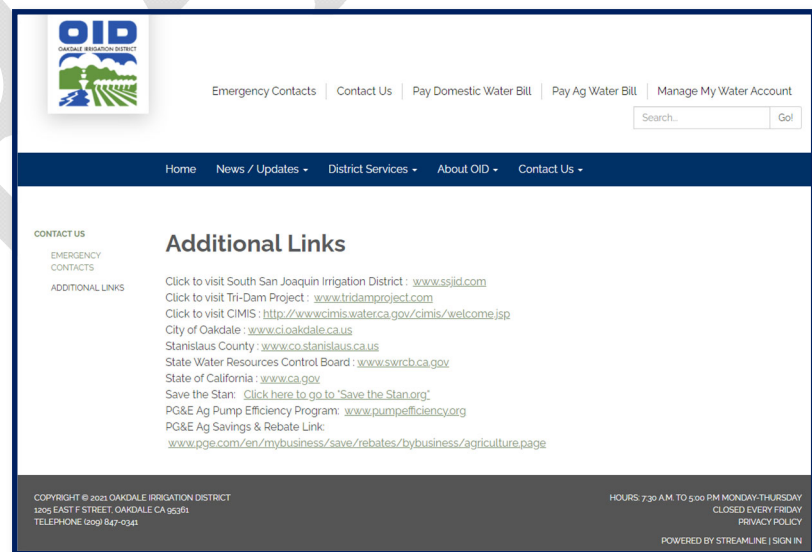 OID
OAKDALE IRRIGATION DISTRICT
Emergency Contacts Contact Us Pay Domestic Water Bill Pay Ag Water Bill Manage My Water Account
Search... Go!
Home News / Updates District Services About OID Contact Us
CONTACT US
EMERGENCY
CONTACTS
ADDITIONAL LINKS
Additional Links
Click to visit South San Joaquin Irrigation District : www.ssjid.com
Click to visit Tri-Dam Project : www.tridamproject.com
Click to visit CIMIS : http://wwwcimis.water.ca.gov/cimis/welcome.jsp
City of Oakdale : www.ci.oakdale.ca.us
Stanislaus County : www.co.stanislaus.ca.us
State Water Resources Control Board : www.swrcb.ca.gov
State of California : www.ca.gov
Save the Stan: Click here to go to "Save the Stan.org"
PG&E Ag Pump Efficiency Program: www.pumpefficiency.org
PG&E Ag Savings & Rebate Link:
www.pge.com/en/mybusiness/save/rebates/bybusiness/agriculture.page
COPYRIGHT © 2021 OAKDALE IRRIGATION DISTRICT
1205 EAST F STREET, OAKDALE CA 95361
TELEPHONE (209) 847-0341
HOURS: 7:30 A.M. TO 5:00 PM MONDAY-THURSDAY
CLOSED EVERY FRIDAY
PRIVACY POLICY
POWERED BY STREAMLINE | SIGN IN